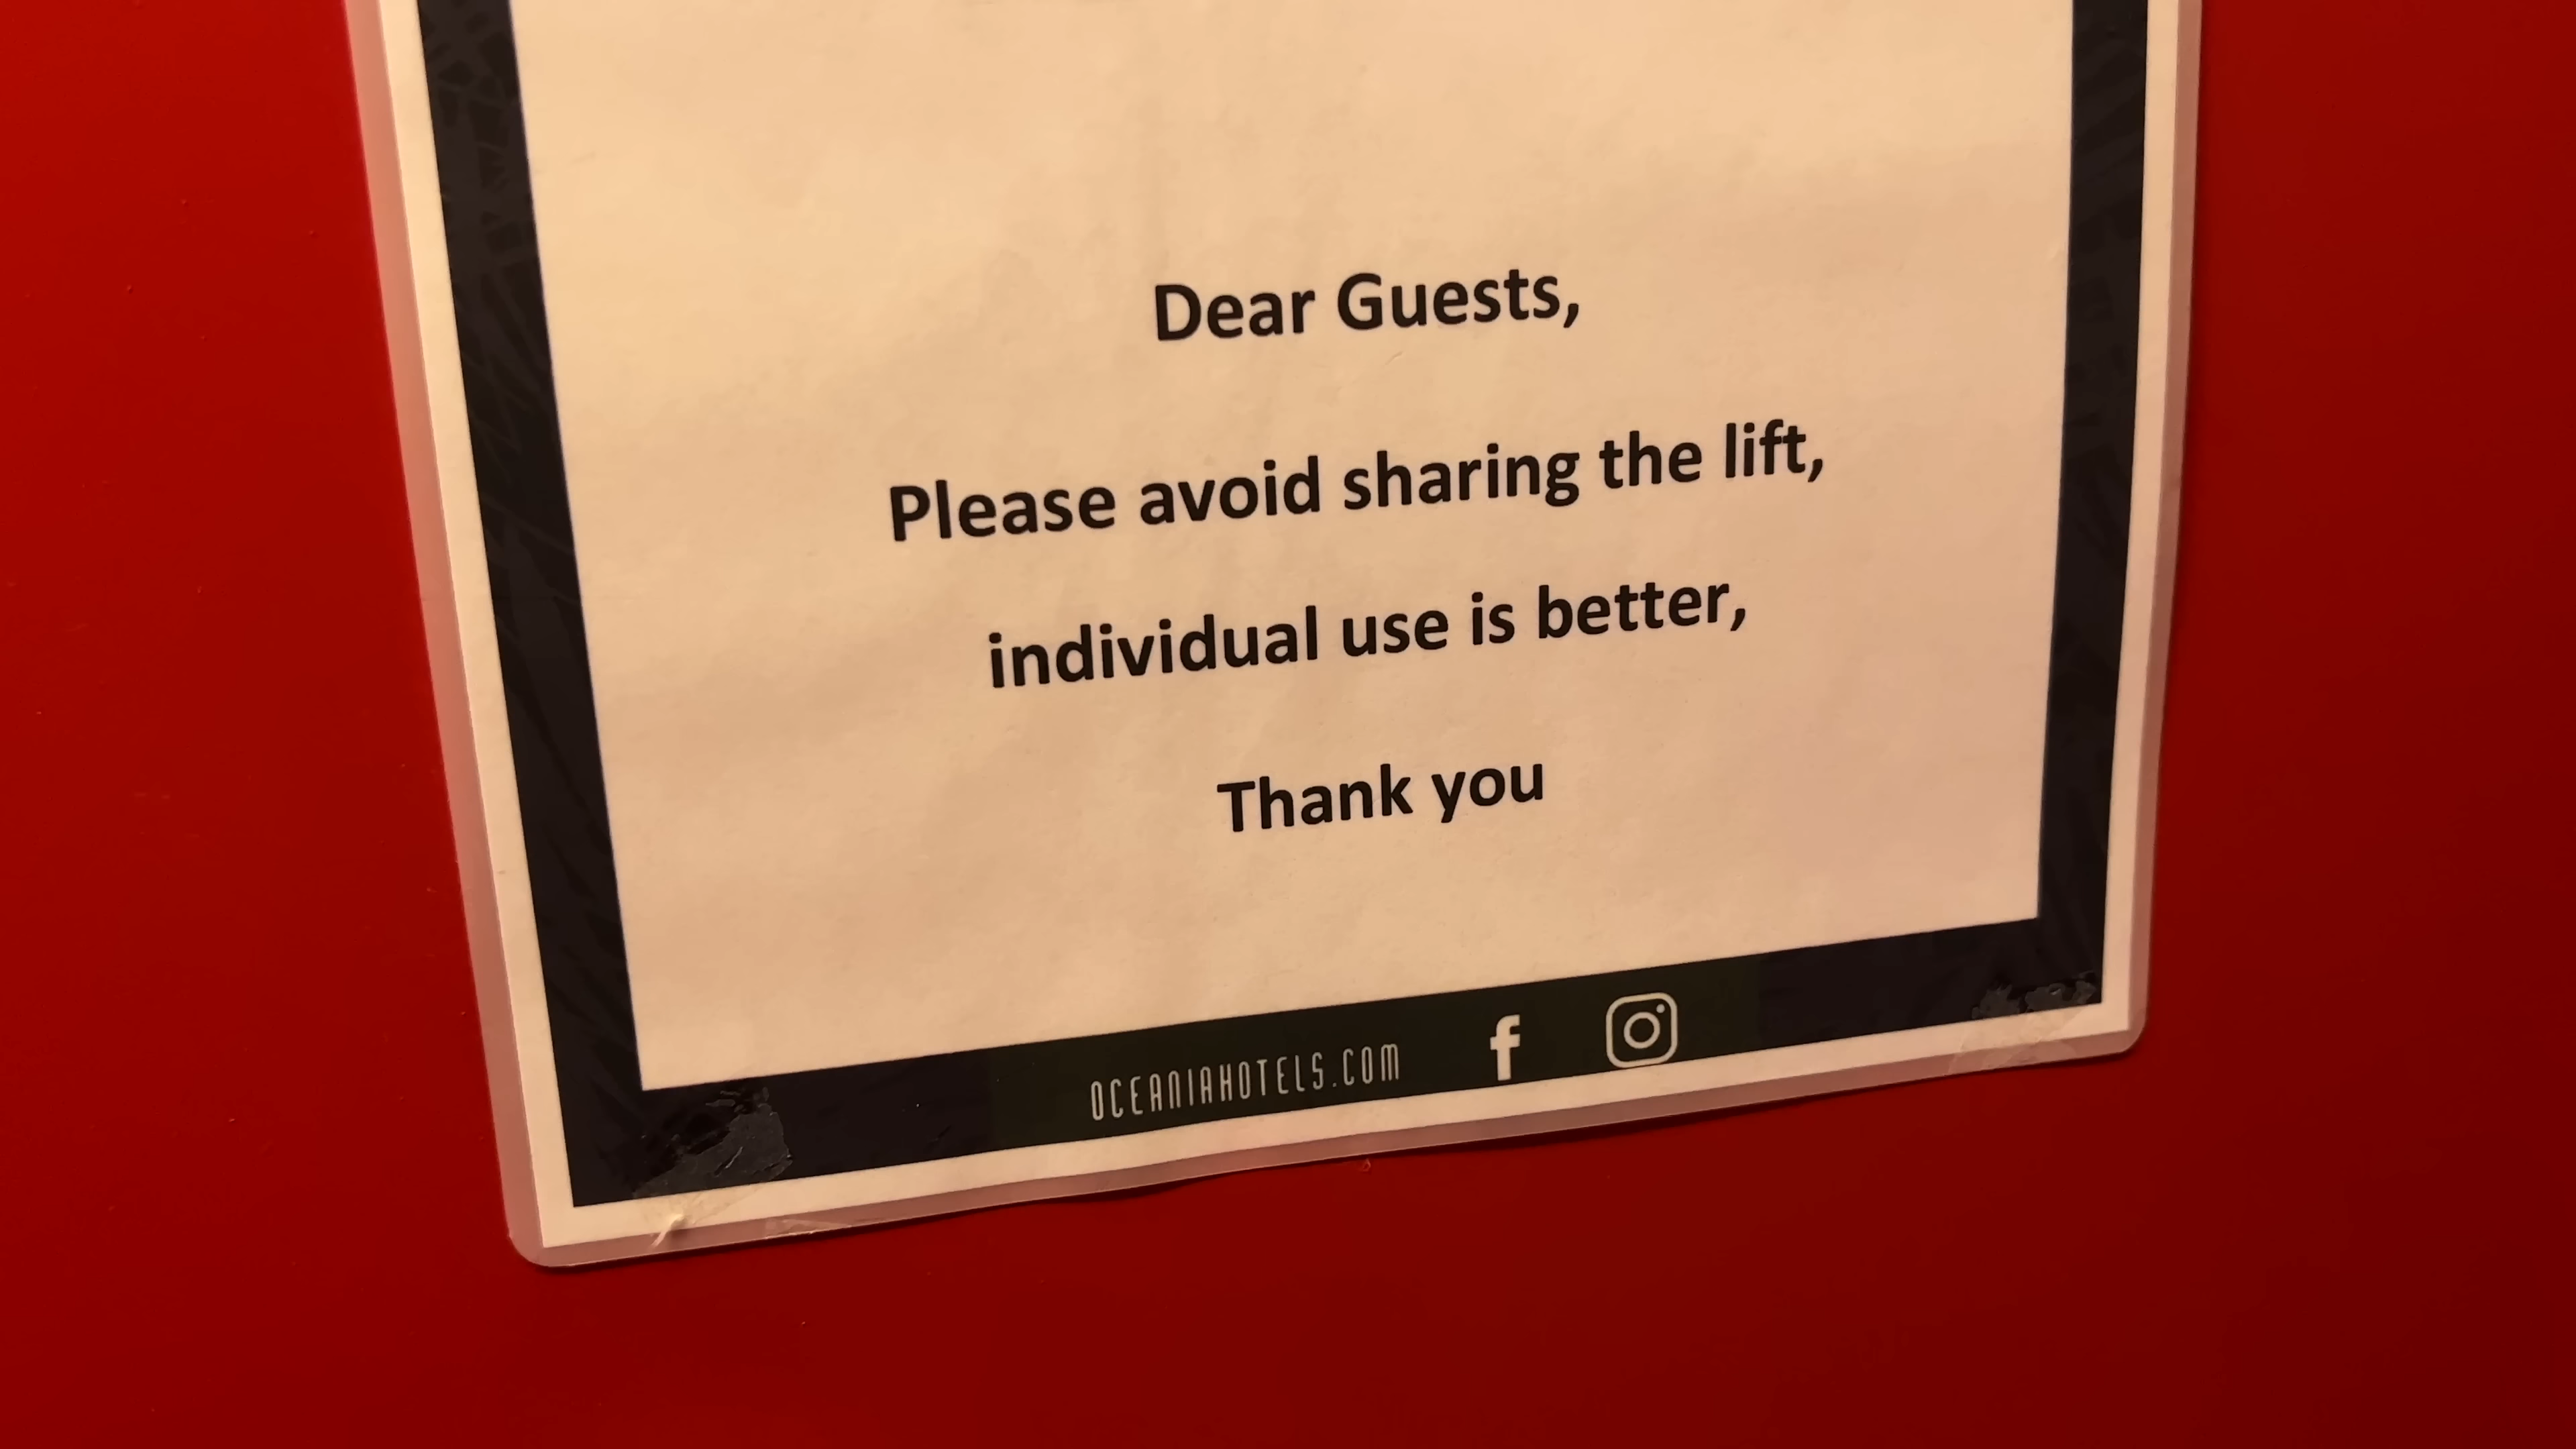 Dear Guests,
Please avoid sharing the lift,
individual use is better,
Thank you
OCEANIAHOTELS.COM